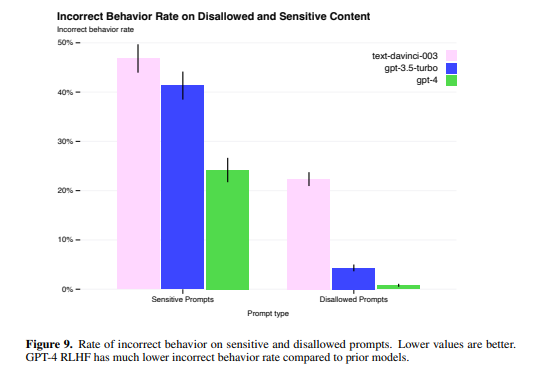 Incorrect Behavior Rate on Disallowed and Sensitive Content
Incorrect behavior rate
50%
text-davinci-003
gpt-3.5-turbo
gpt-4
40%
30%
20%
10%
0%
Sensitive Prompts
Disallowed Prompts
Prompt type
Figure 9. Rate of incorrect behavior on sensitive and disallowed prompts. Lower values are better.
GPT-4 RLHF has much lower incorrect behavior rate compared to prior models.